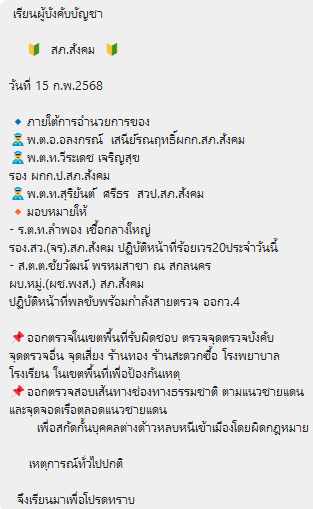 เรียนผู้บังคับบัญชา
🔰 สภ.สังคม 🔰
วันที่ 15 ก.พ.2568
🔹ภายใต้การอำนวยการของ
👮พ.ต.อ.อลงกรณ์ เสนีย์รณฤทธิ์ผกก.สภ.สังคม
👮พ.ต.ท.วีระเดช เจริญสุข
รอง ผกก.ป.สภ.สังคม
👮พ.ต.ท.สุริยันต์ ศรีธร สวป.สภ.สังคม
🔸มอบหมายให้
- ร.ต.ท.ลำพอง เชื้อกลางใหญ่
รอง.สว.(จร).สภ.สังคม ปฏิบัติหน้าที่ร้อยเวร20ประจำวันนี้
- ส.ต.ต.ชัยวัฒน์ พรหมสาขา ณ สกลนคร
ผบ.หมู่.(ผช.พงส.) สภ.สังคม
ปฏิบัติหน้าที่พลขับพร้อมกำลังสายตรวจ ออกว.4
📌ออกตรวจในเขตพื้นที่รับผิดชอบ ตรวจจุดตรวจบังคับ
จุดตรวจอื่น จุดเสี่ยง ร้านทอง ร้านสะดวกซื้อ โรงพยาบาล
โรงเรียน ในเขตพื้นที่เพื่อป้องกันเหตุ
📌ออกตรวจสอบเส้นทางช่องทางธรรมชาติ ตามแนวชายแดน
และจุดจอดเรือตลอดแนวชายแดน
เพื่อสกัดกั้นบุคคลต่างด้าวหลบหนีเข้าเมืองโดยผิดกฎหมาย
เหตุการณ์ทั่วไปปกติ
จึงเรียนมาเพื่อโปรดทราบ